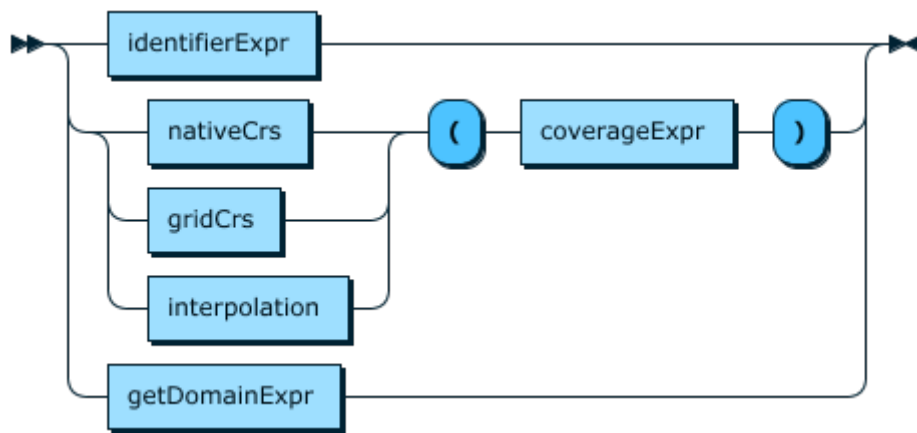 identifierExpr
nativeCrs ( coverageExpr )
gridCrs
interpolation
getDomainExpr